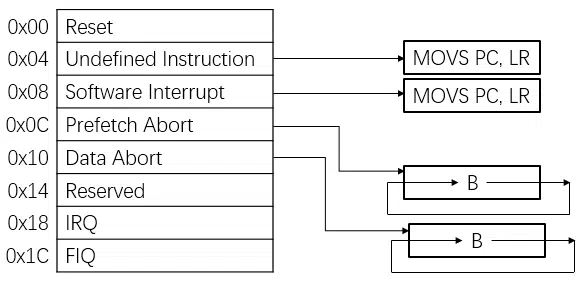 0x00 Reset
0x04 Undefined Instruction MOVS PC, LR
0x08 Software Interrupt MOVS PC, LR
0x0C Prefetch Abort
0x10 Data Abort
0x14 Reserved B
0x18 IRQ
0x1C FIQ B